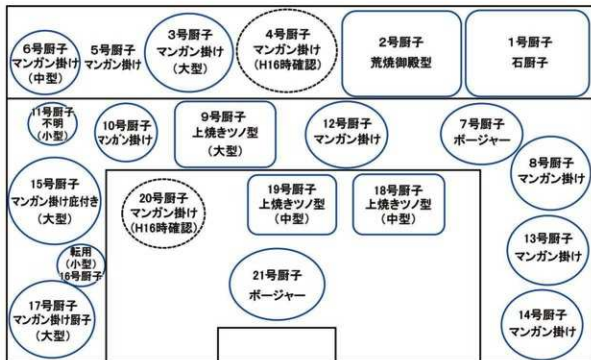 6号厨子
マンガン掛け
(中型)
5号厨子
マンガン掛け
3号厨子
マンガン掛け
(大型)
4号厨子
マンガン掛け
(H16時確認)
2号厨子
荒焼御殿型
1号厨子
石厨子
11号厨子
不明
(小型)
10号厨子
マンガン掛け
9号厨子
上焼きツノ型
(大型)
12号厨子
マンガン掛け
7号厨子
ボージャー
8号厨子
マンガン掛け
15号厨子
マンガン掛け庇付き
(大型)
20号厨子
マンガン掛け
(H16時確認)
19号厨子
上焼きツノ型
(中型)
18号厨子
上焼きツノ型
(中型)
13号厨子
マンガン掛け
転用
(小型)
16号厨子
21号厨子
ボージャー
17号厨子
マンガン掛け厨子
(大型)
14号厨子
マンガン掛け